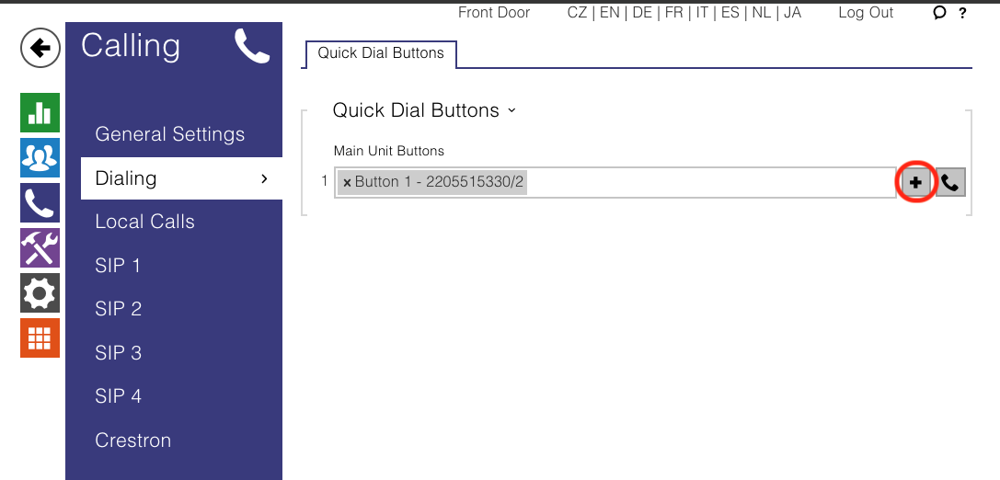 Front Door CZ | EN | DE | FR | IT | ES | NL | JA Log Out ?
Calling
Quick Dial Buttons
Quick Dial Buttons
General Settings
Main Unit Buttons
Dialing
1 x Button 1 - 2205515330/2 +
Local Calls
SIP 1
SIP 2
SIP 3
SIP 4
Crestron